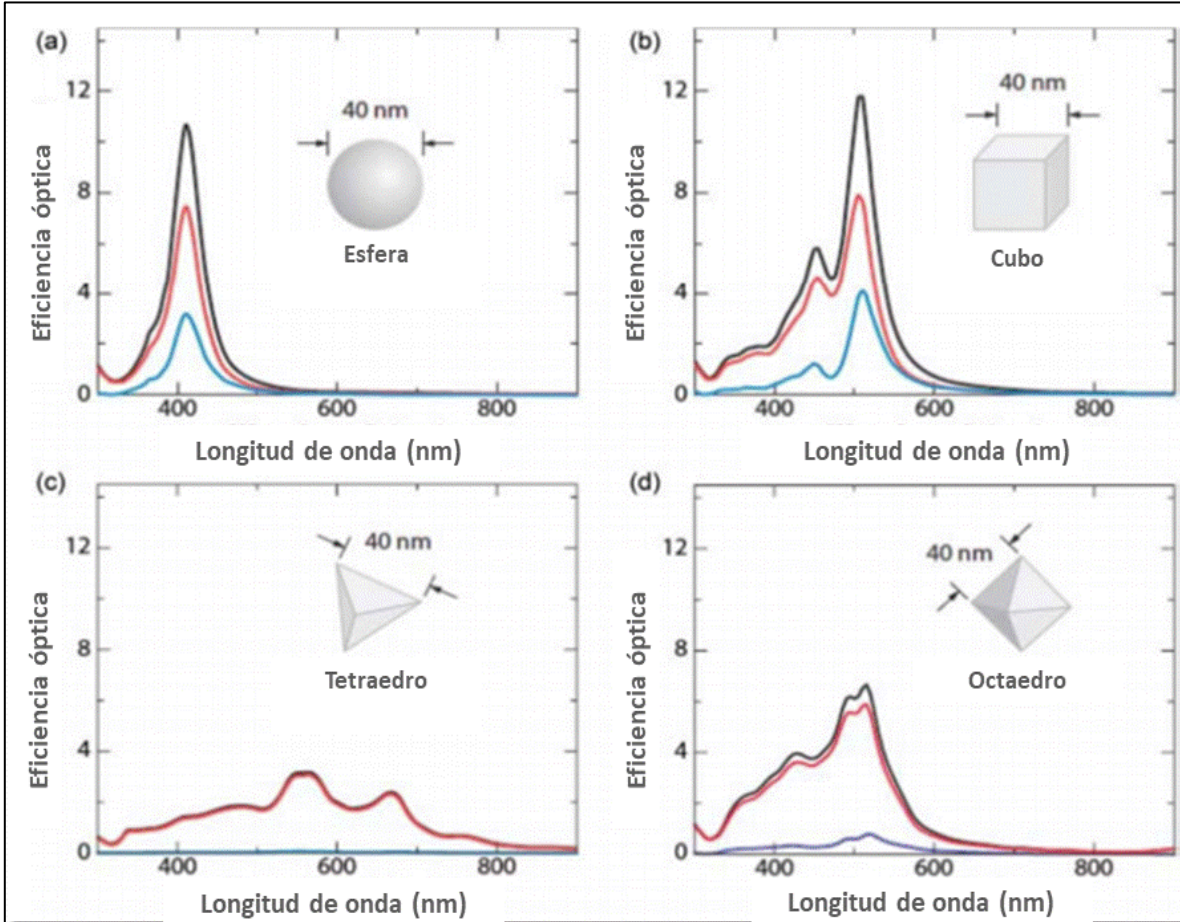 (a)
Eficiencia óptica
12
8
4
0
40 nm
Esfera
400
600
800
Longitud de onda (nm)
(b)
Eficiencia óptica
12
8
4
0
40 nm
Cubo
400
600
800
Longitud de onda (nm)
(c)
Eficiencia óptica
12
8
4
0
40 nm
Tetraedro
400
600
800
Longitud de onda (nm)
(d)
Eficiencia óptica
12
8
4
0
40 nm
Octaedro
400
600
800
Longitud de onda (nm)